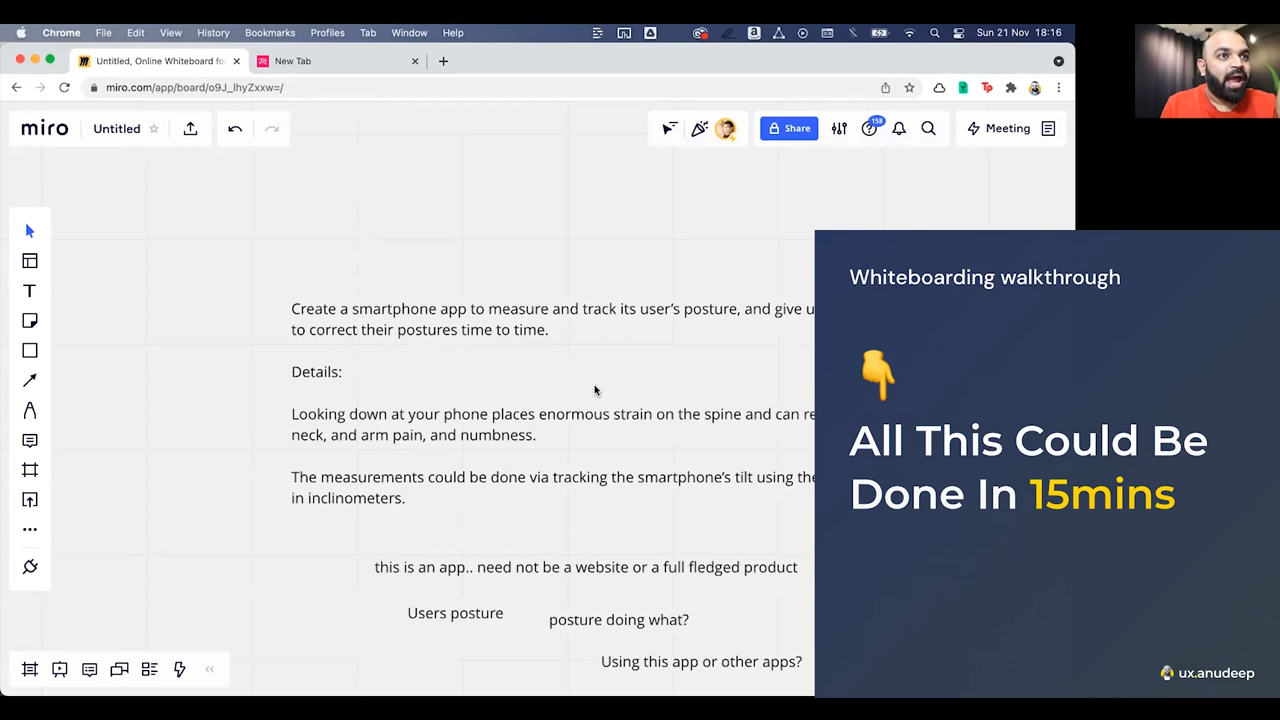 Chrome File Edit View History Bookmarks Profiles Tab Window Help Sun 21 Nov 18:16
Untitled, Online Whiteboard fo New Tab
miro.com/app/board/o9J_lhyZxxw=/ Tp
miro Untitled Share 158 Meeting
Whiteboarding walkthrough
Create a smartphone app to measure and track its user's posture, and give u
to correct their postures time to time.
Details:
Looking down at your phone places enormous strain on the spine and can re
neck, and arm pain, and numbness.
The measurements could be done via tracking the smartphone's tilt using the
in inclinometers.
this is an app.. need not be a website or a full fledged product
Users posture posture doing what?
Using this app or other apps?
All This Could Be
Done In 15mins
ux.anudeep